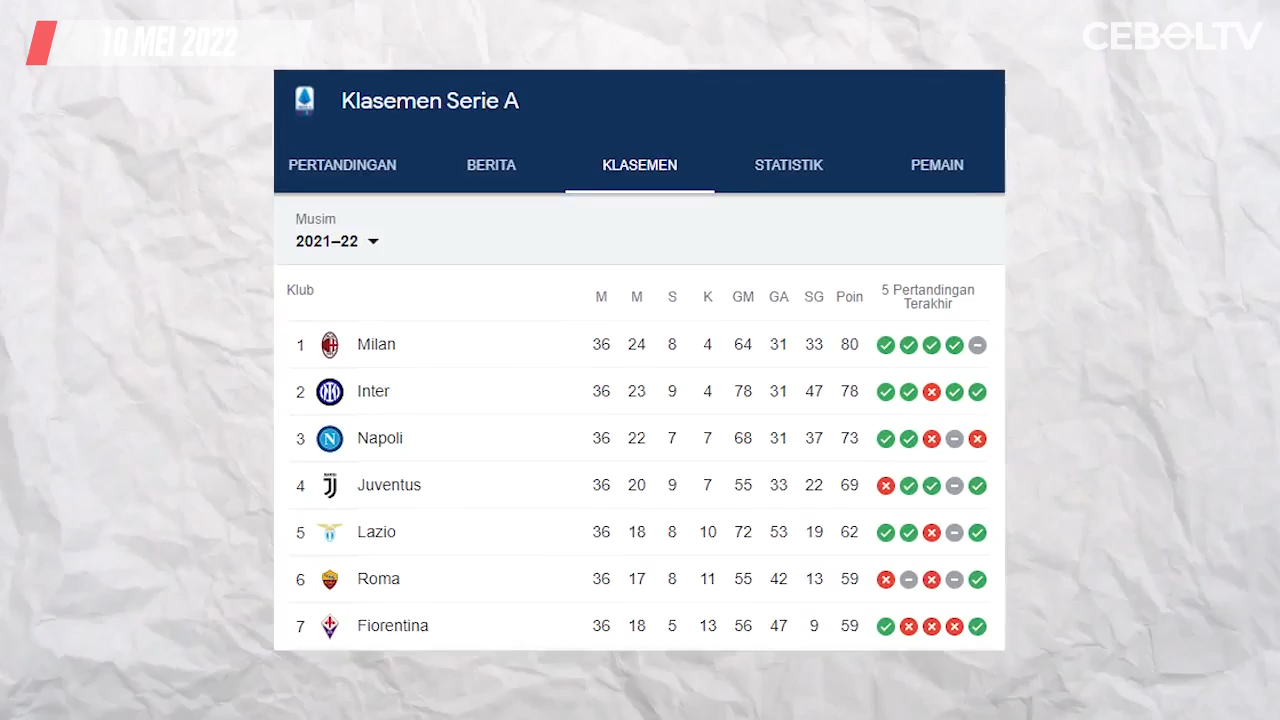 10 MEI 2022
CEBOLTV
Klasemen Serie A
PERTANDINGAN BERITA KLASEMEN STATISTIK PEMAIN
Musim
2021–22
Klub M M S K GM GA SG Poin 5 Pertandingan
Terakhir
1 Milan 36 24 8 4 64 31 33 80
2 Inter 36 23 9 4 78 31 47 78
3 Napoli 36 22 7 7 68 31 37 73
4 Juventus 36 20 9 7 55 33 22 69
5 Lazio 36 18 8 10 72 53 19 62
6 Roma 36 17 8 11 55 42 13 59
7 Fiorentina 36 18 5 13 56 47 9 59